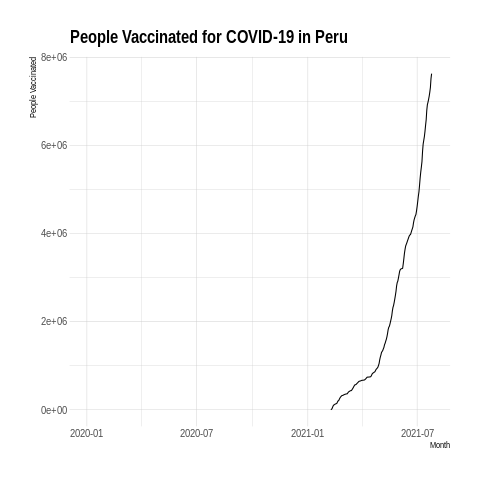 People Vaccinated for COVID-19 in Peru
8e+06
People Vaccinated
6e+06
4e+06
2e+06
0e+00
2020-01 2020-07 2021-01 2021-07
Month